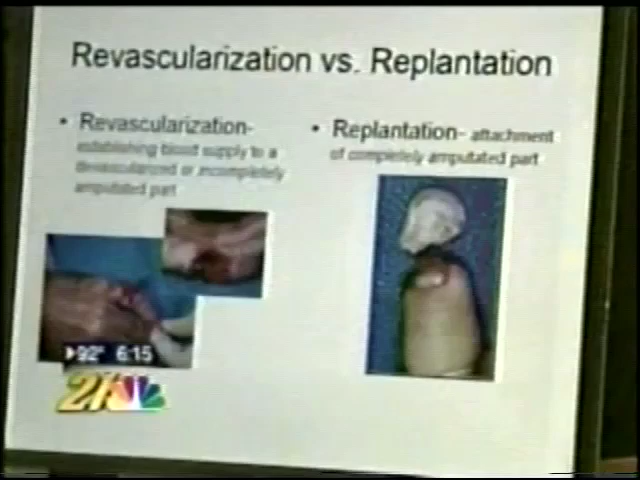 Revascularization vs. Replantation
• Revascularization-
establishing blood supply to a
devascularized or incompletely
amputated part
• Replantation- attachment
of completely amputated part
92° 6:15
21